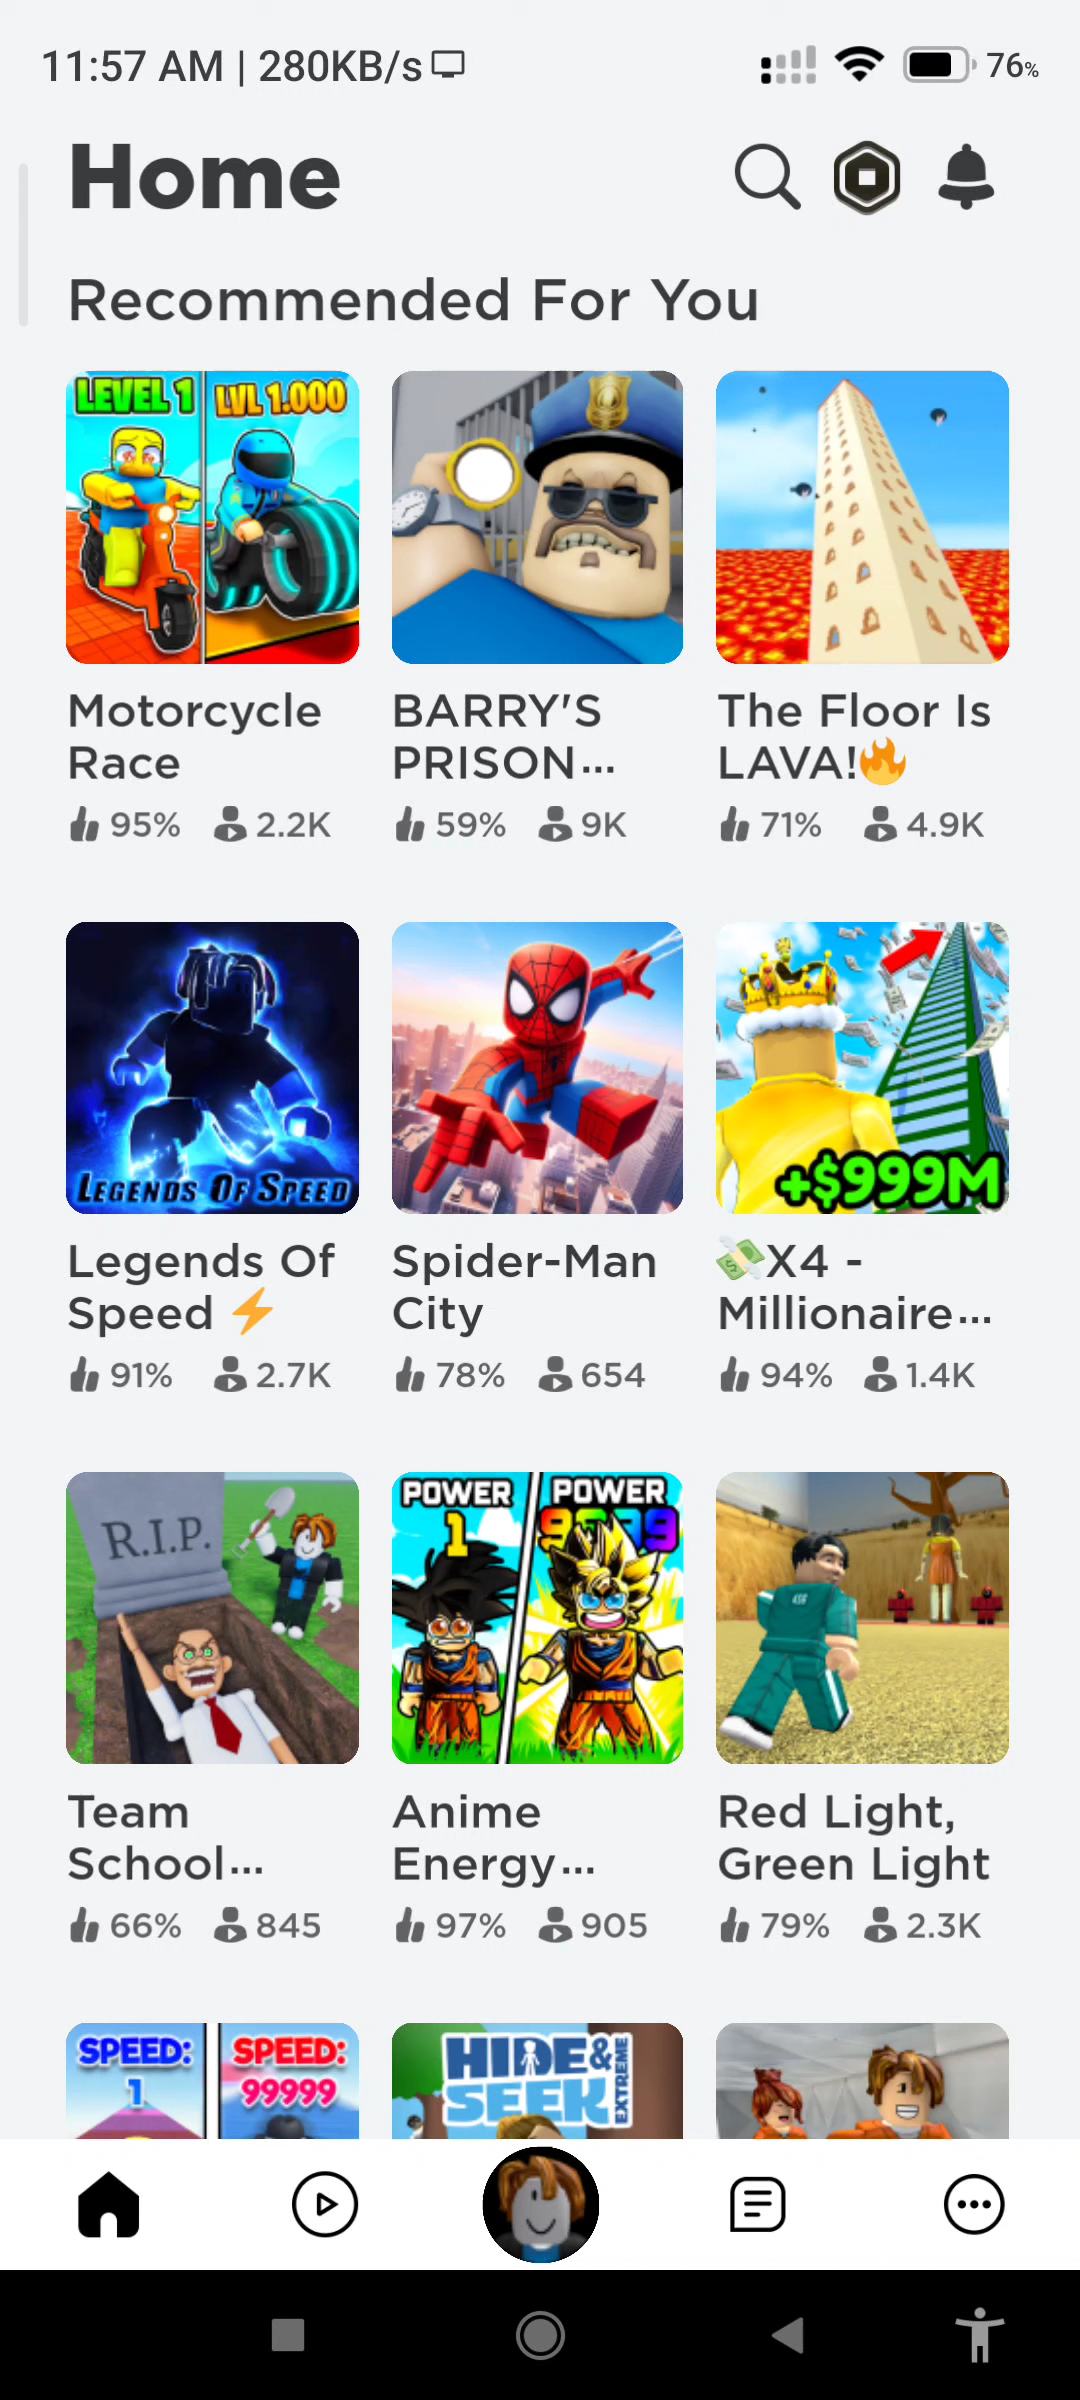 11:57 AM | 280KB/s
76%
Home
Recommended For You
LEVEL 1
LVL 1.000
Motorcycle
Race
95% 2.2K
BARRY'S
PRISON...
59% 9K
The Floor Is
LAVA!🔥
71% 4.9K
LEGENDS OF SPEED
Legends Of
Speed ⚡
91% 2.7K
Spider-Man
City
78% 654
+$999M
💸X4 -
Millionaire...
94% 1.4K
R.I.P.
Team
School...
66% 845
POWER
1
POWER
Anime
Energy...
97% 905
456
Red Light,
Green Light
79% 2.3K
SPEED:
1
SPEED:
99999
HIDE&
SEEK
EXTREME